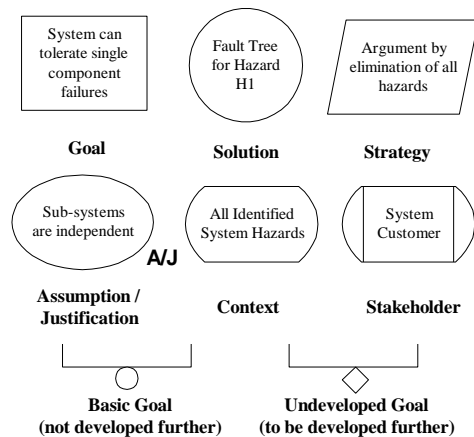 System can
tolerate single
component
failures
Goal
Fault Tree
for Hazard
H1
Solution
Argument by
elimination of all
hazards
Strategy
Sub-systems
are independent
A/J
Assumption /
Justification
All Identified
System Hazards
Context
System
Customer
Stakeholder
Basic Goal
(not developed further)
Undeveloped Goal
(to be developed further)